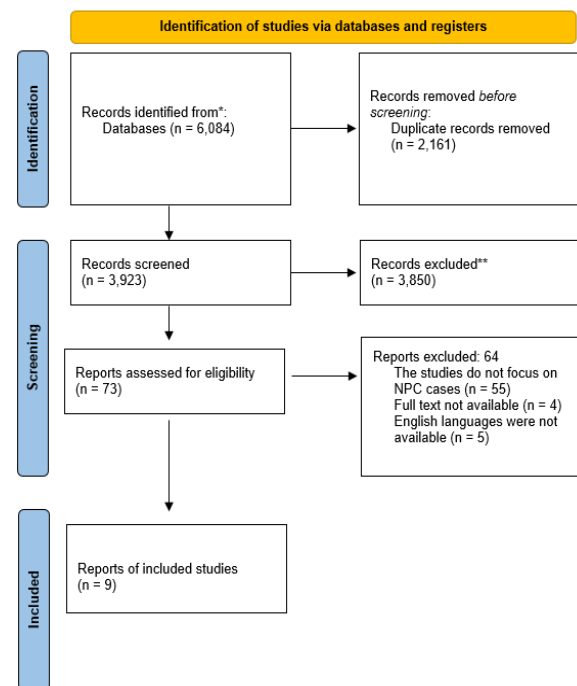 Identification of studies via databases and registers
Identification
Records identified from*:
Databases (n = 6,084)
Records removed before
screening:
Duplicate records removed
(n = 2,161)
Screening
Records screened
(n = 3,923)
Records excluded**
(n = 3,850)
Reports assessed for eligibility
(n = 73)
Reports excluded: 64
The studies do not focus on
NPC cases (n = 55)
Full text not available (n = 4)
English languages were not
available (n = 5)
Included
Reports of included studies
(n = 9)